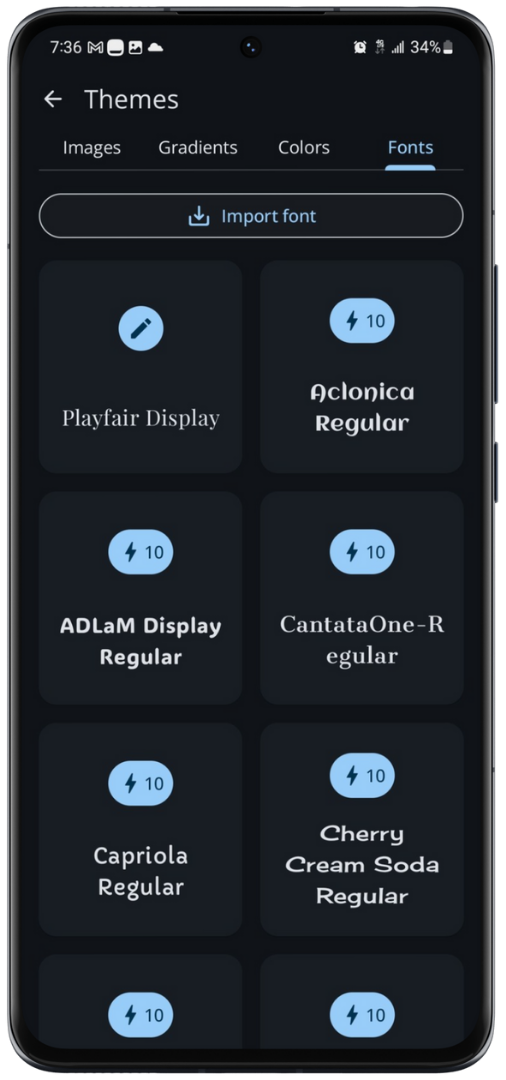 7:36 34%
Themes
Images Gradients Colors Fonts
Import font
Playfair Display
10
Aclonica
Regular
10
ADLaM Display
Regular
10
CantataOne-R
egular
10
Capriola
Regular
10
Cherry
Cream Soda
Regular
10
10